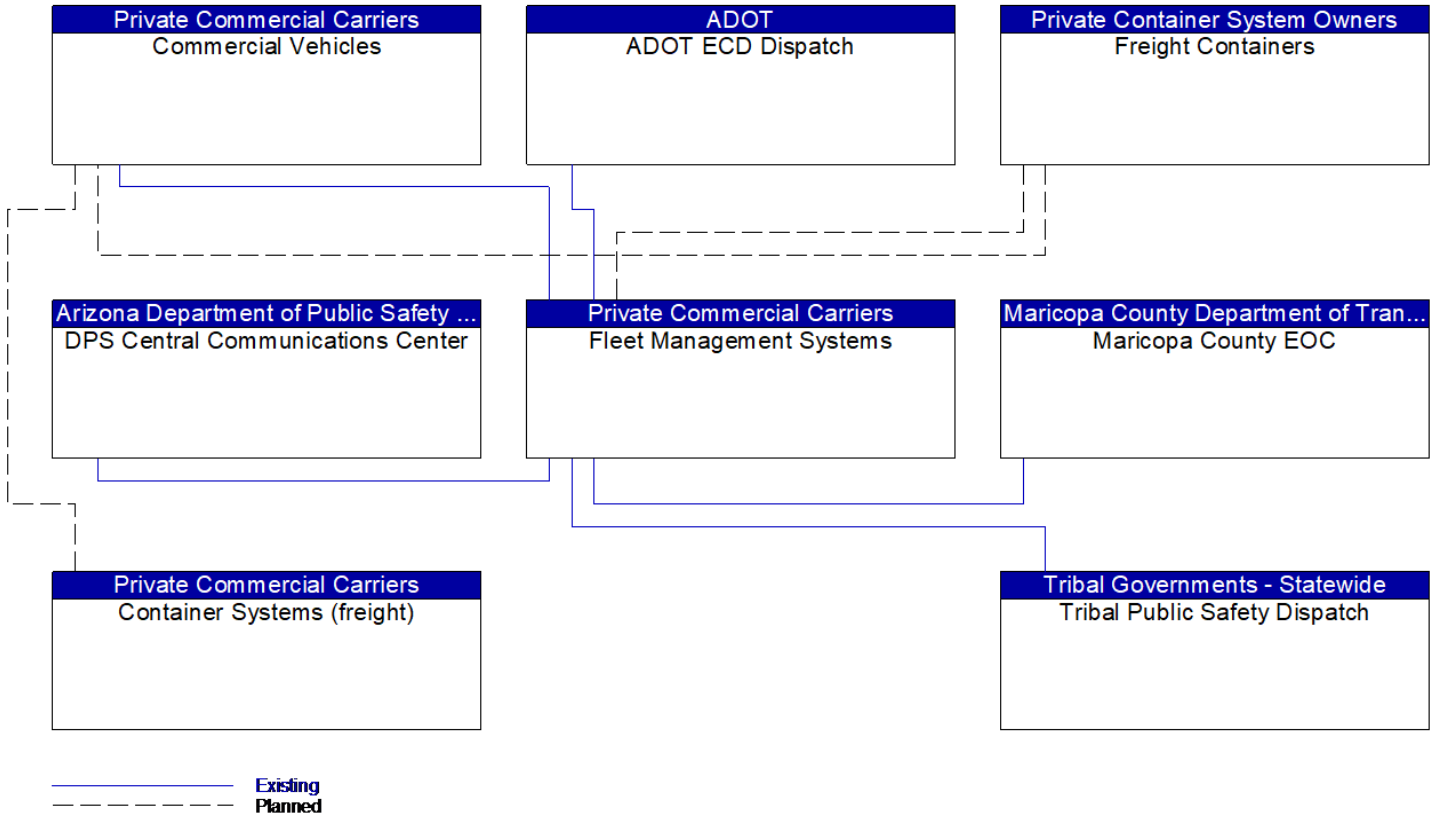 Private Commercial Carriers
Commercial Vehicles
ADOT
ADOT ECD Dispatch
Private Container System Owners
Freight Containers
Arizona Department of Public Safety ...
DPS Central Communications Center
Private Commercial Carriers
Fleet Management Systems
Maricopa County Department of Tran...
Maricopa County EOC
Private Commercial Carriers
Container Systems (freight)
Tribal Governments - Statewide
Tribal Public Safety Dispatch
Existing
Planned